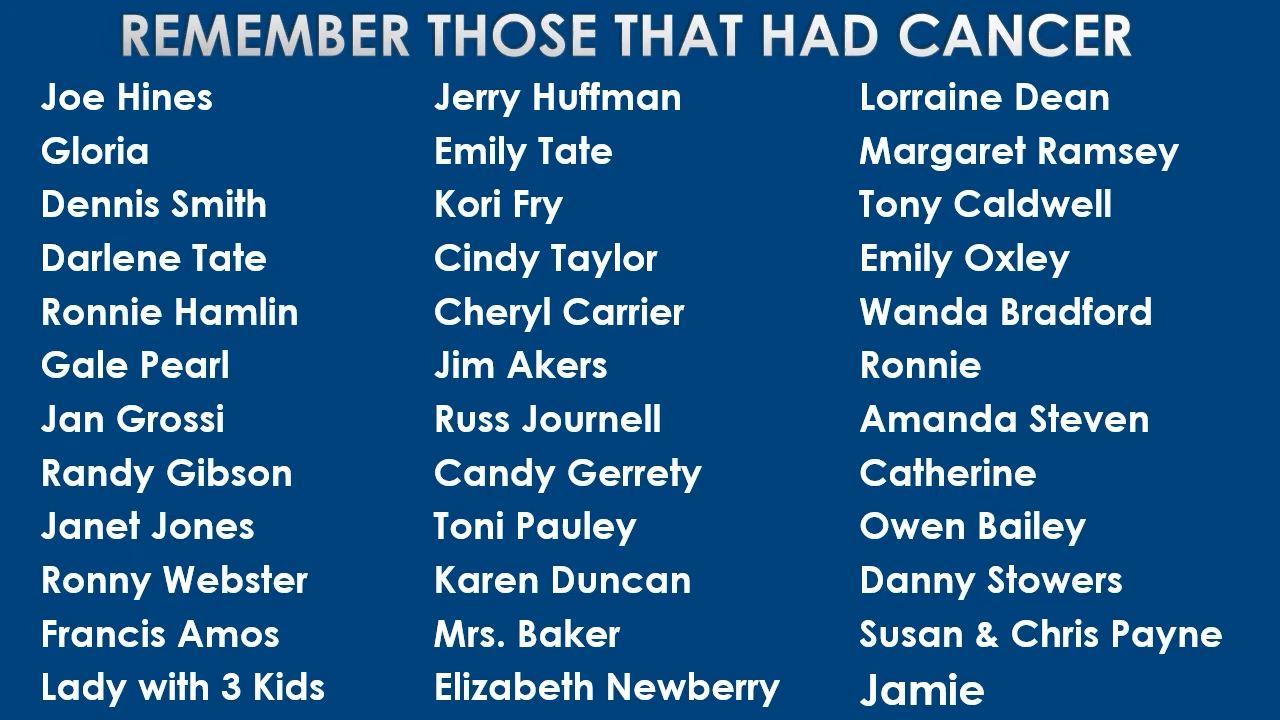 REMEMBER THOSE THAT HAD CANCER
Joe Hines
Gloria
Dennis Smith
Darlene Tate
Ronnie Hamlin
Gale Pearl
Jan Grossi
Randy Gibson
Janet Jones
Ronny Webster
Francis Amos
Lady with 3 Kids
Jerry Huffman
Emily Tate
Kori Fry
Cindy Taylor
Cheryl Carrier
Jim Akers
Russ Journell
Candy Gerrety
Toni Pauley
Karen Duncan
Mrs. Baker
Elizabeth Newberry
Lorraine Dean
Margaret Ramsey
Tony Caldwell
Emily Oxley
Wanda Bradford
Ronnie
Amanda Steven
Catherine
Owen Bailey
Danny Stowers
Susan & Chris Payne
Jamie